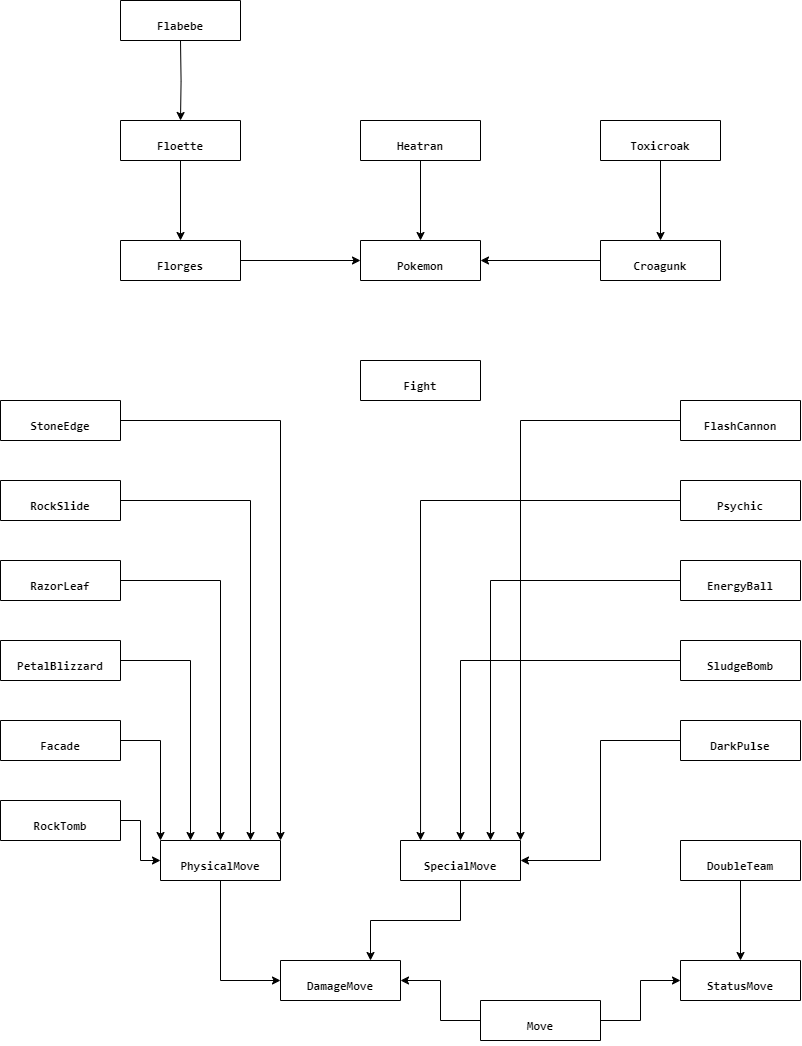 Flabebe
Floette
Heatran
Toxicroak
Florges
Pokemon
Croagunk
Fight
StoneEdge
FlashCannon
RockSlide
Psychic
RazorLeaf
EnergyBall
PetalBlizzard
SludgeBomb
Facade
DarkPulse
RockTomb
PhysicalMove
SpecialMove
DoubleTeam
DamageMove
StatusMove
Move